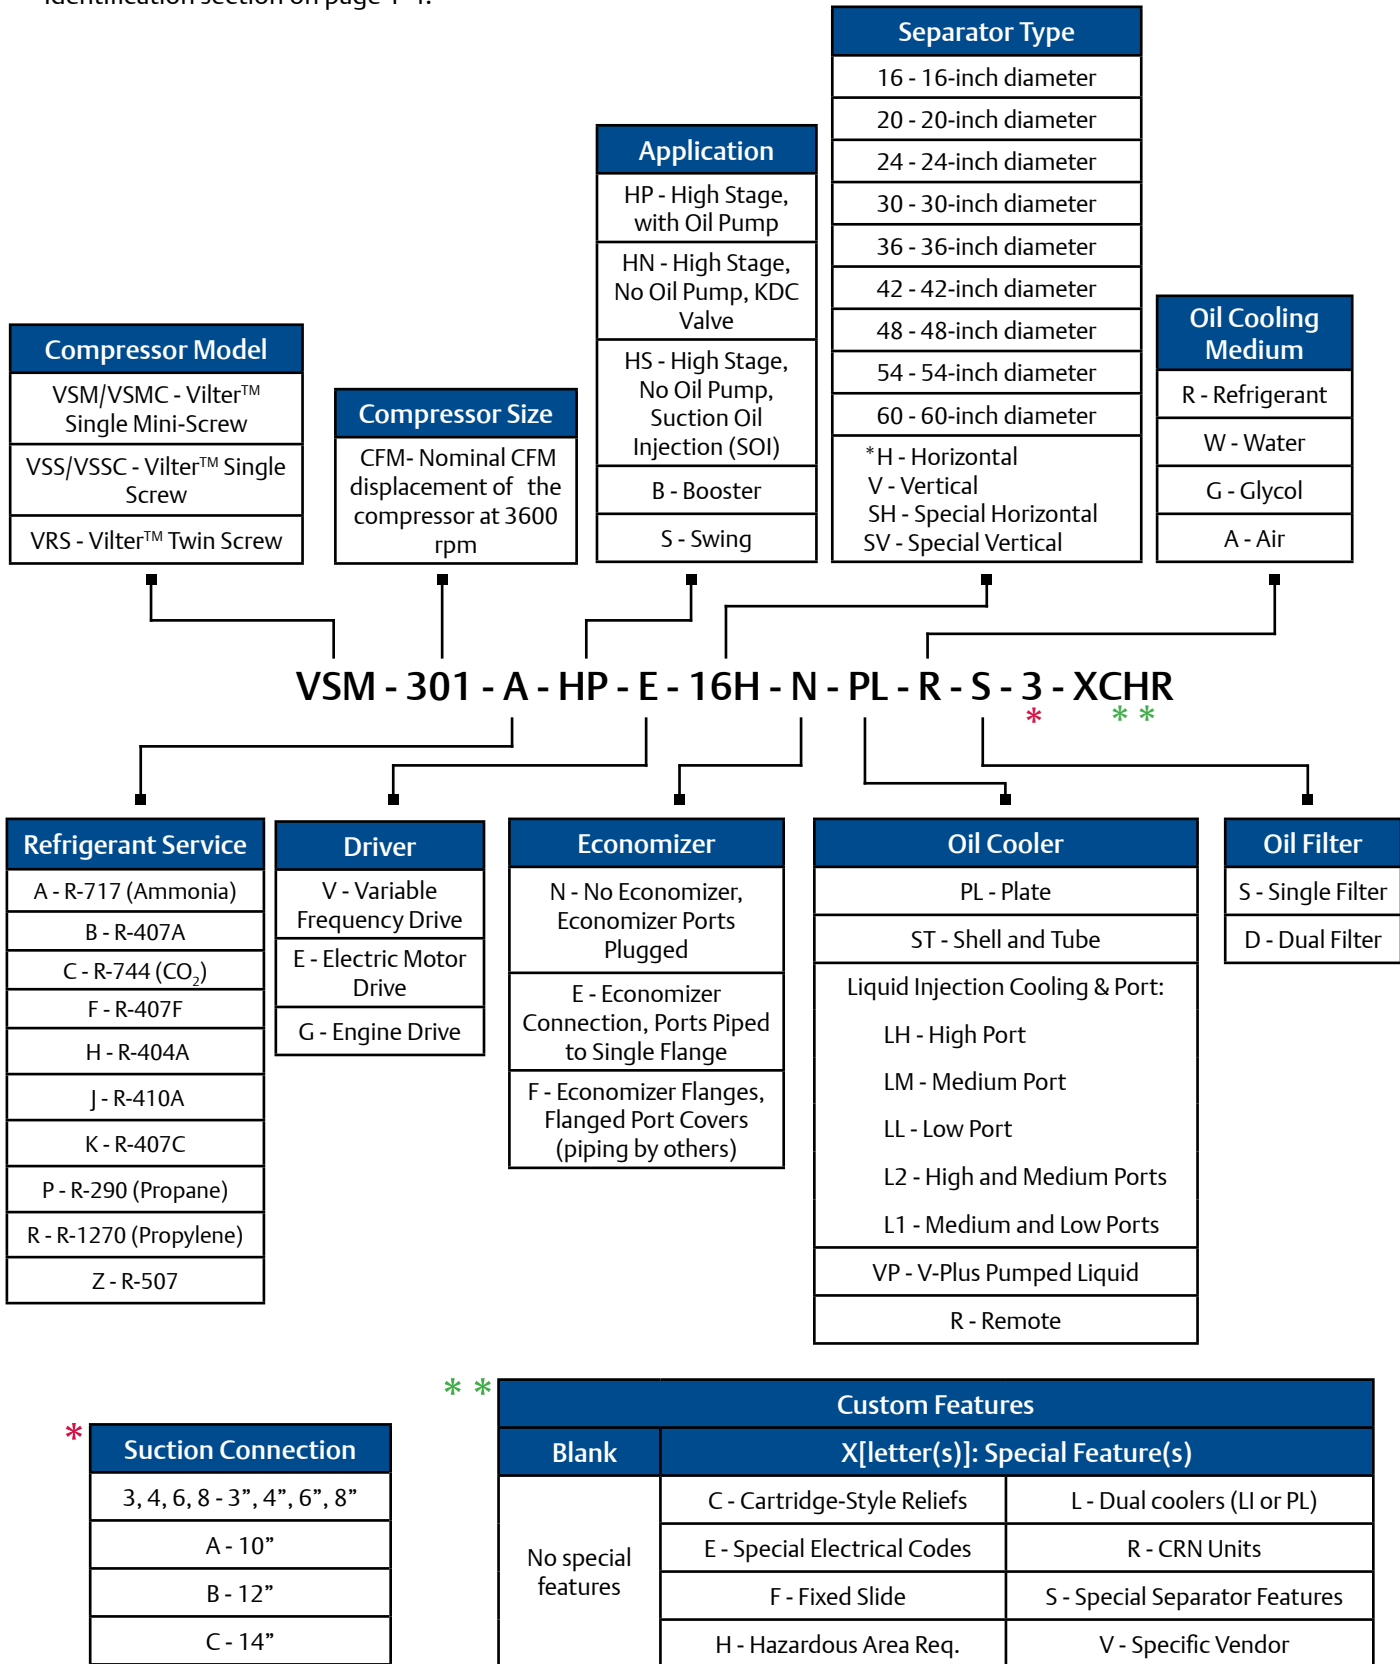 Separator Type
16 - 16-inch diameter
20 - 20-inch diameter
24 - 24-inch diameter
30 - 30-inch diameter
36 - 36-inch diameter
42 - 42-inch diameter
48 - 48-inch diameter
54 - 54-inch diameter
60 - 60-inch diameter
*H - Horizontal
V - Vertical
SH - Special Horizontal
SV - Special Vertical
Application
HP - High Stage,
with Oil Pump
HN - High Stage,
No Oil Pump, KDC
Valve
HS - High Stage,
No Oil Pump,
Suction Oil
Injection (SOI)
B - Booster
S - Swing
Oil Cooling
Medium
R - Refrigerant
W - Water
G - Glycol
A - Air
Compressor Model
VSM/VSMC - Vilter™
Single Mini-Screw
VSS/VSSC - Vilter™ Single
Screw
VRS - Vilter™ Twin Screw
Compressor Size
CFM- Nominal CFM
displacement of the
compressor at 3600
rpm
VSM - 301 - A - HP - E - 16H - N - PL - R - S - 3 - XCHR
*
* *
Refrigerant Service
A - R-717 (Ammonia)
B - R-407A
C - R-744 (CO₂)
F - R-407F
H - R-404A
J - R-410A
K - R-407C
P - R-290 (Propane)
R - R-1270 (Propylene)
Z - R-507
Driver
V - Variable
Frequency Drive
E - Electric Motor
Drive
G - Engine Drive
Economizer
N - No Economizer,
Economizer Ports
Plugged
E - Economizer
Connection, Ports Piped
to Single Flange
F - Economizer Flanges,
Flanged Port Covers
(piping by others)
Oil Cooler
PL - Plate
ST - Shell and Tube
Liquid Injection Cooling & Port:
LH - High Port
LM - Medium Port
LL - Low Port
L2 - High and Medium Ports
L1 - Medium and Low Ports
VP - V-Plus Pumped Liquid
R - Remote
Oil Filter
S - Single Filter
D - Dual Filter
*
Suction Connection
3, 4, 6, 8 - 3”, 4”, 6”, 8”
A - 10”
B - 12”
C - 14”
* *
Custom Features
Blank
X[letter(s)]: Special Feature(s)
No special
features
C - Cartridge-Style Reliefs
L - Dual coolers (LI or PL)
E - Special Electrical Codes
R - CRN Units
F - Fixed Slide
S - Special Separator Features
H - Hazardous Area Req.
V - Specific Vendor